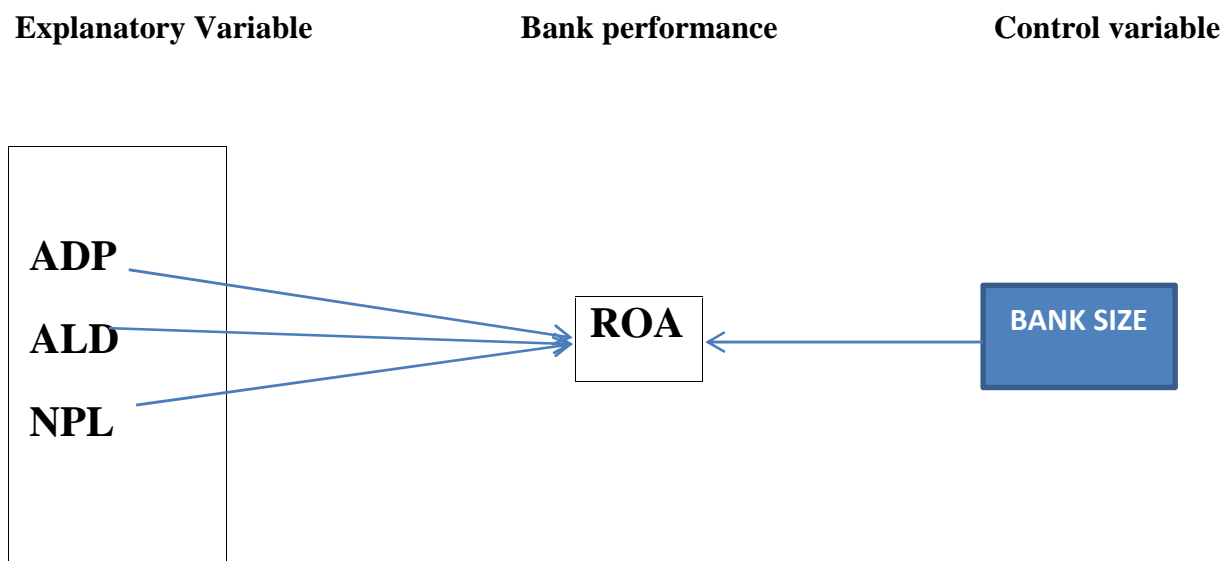 Explanatory Variable Bank performance Control variable
ADP
ALD
NPL
ROA
BANK SIZE